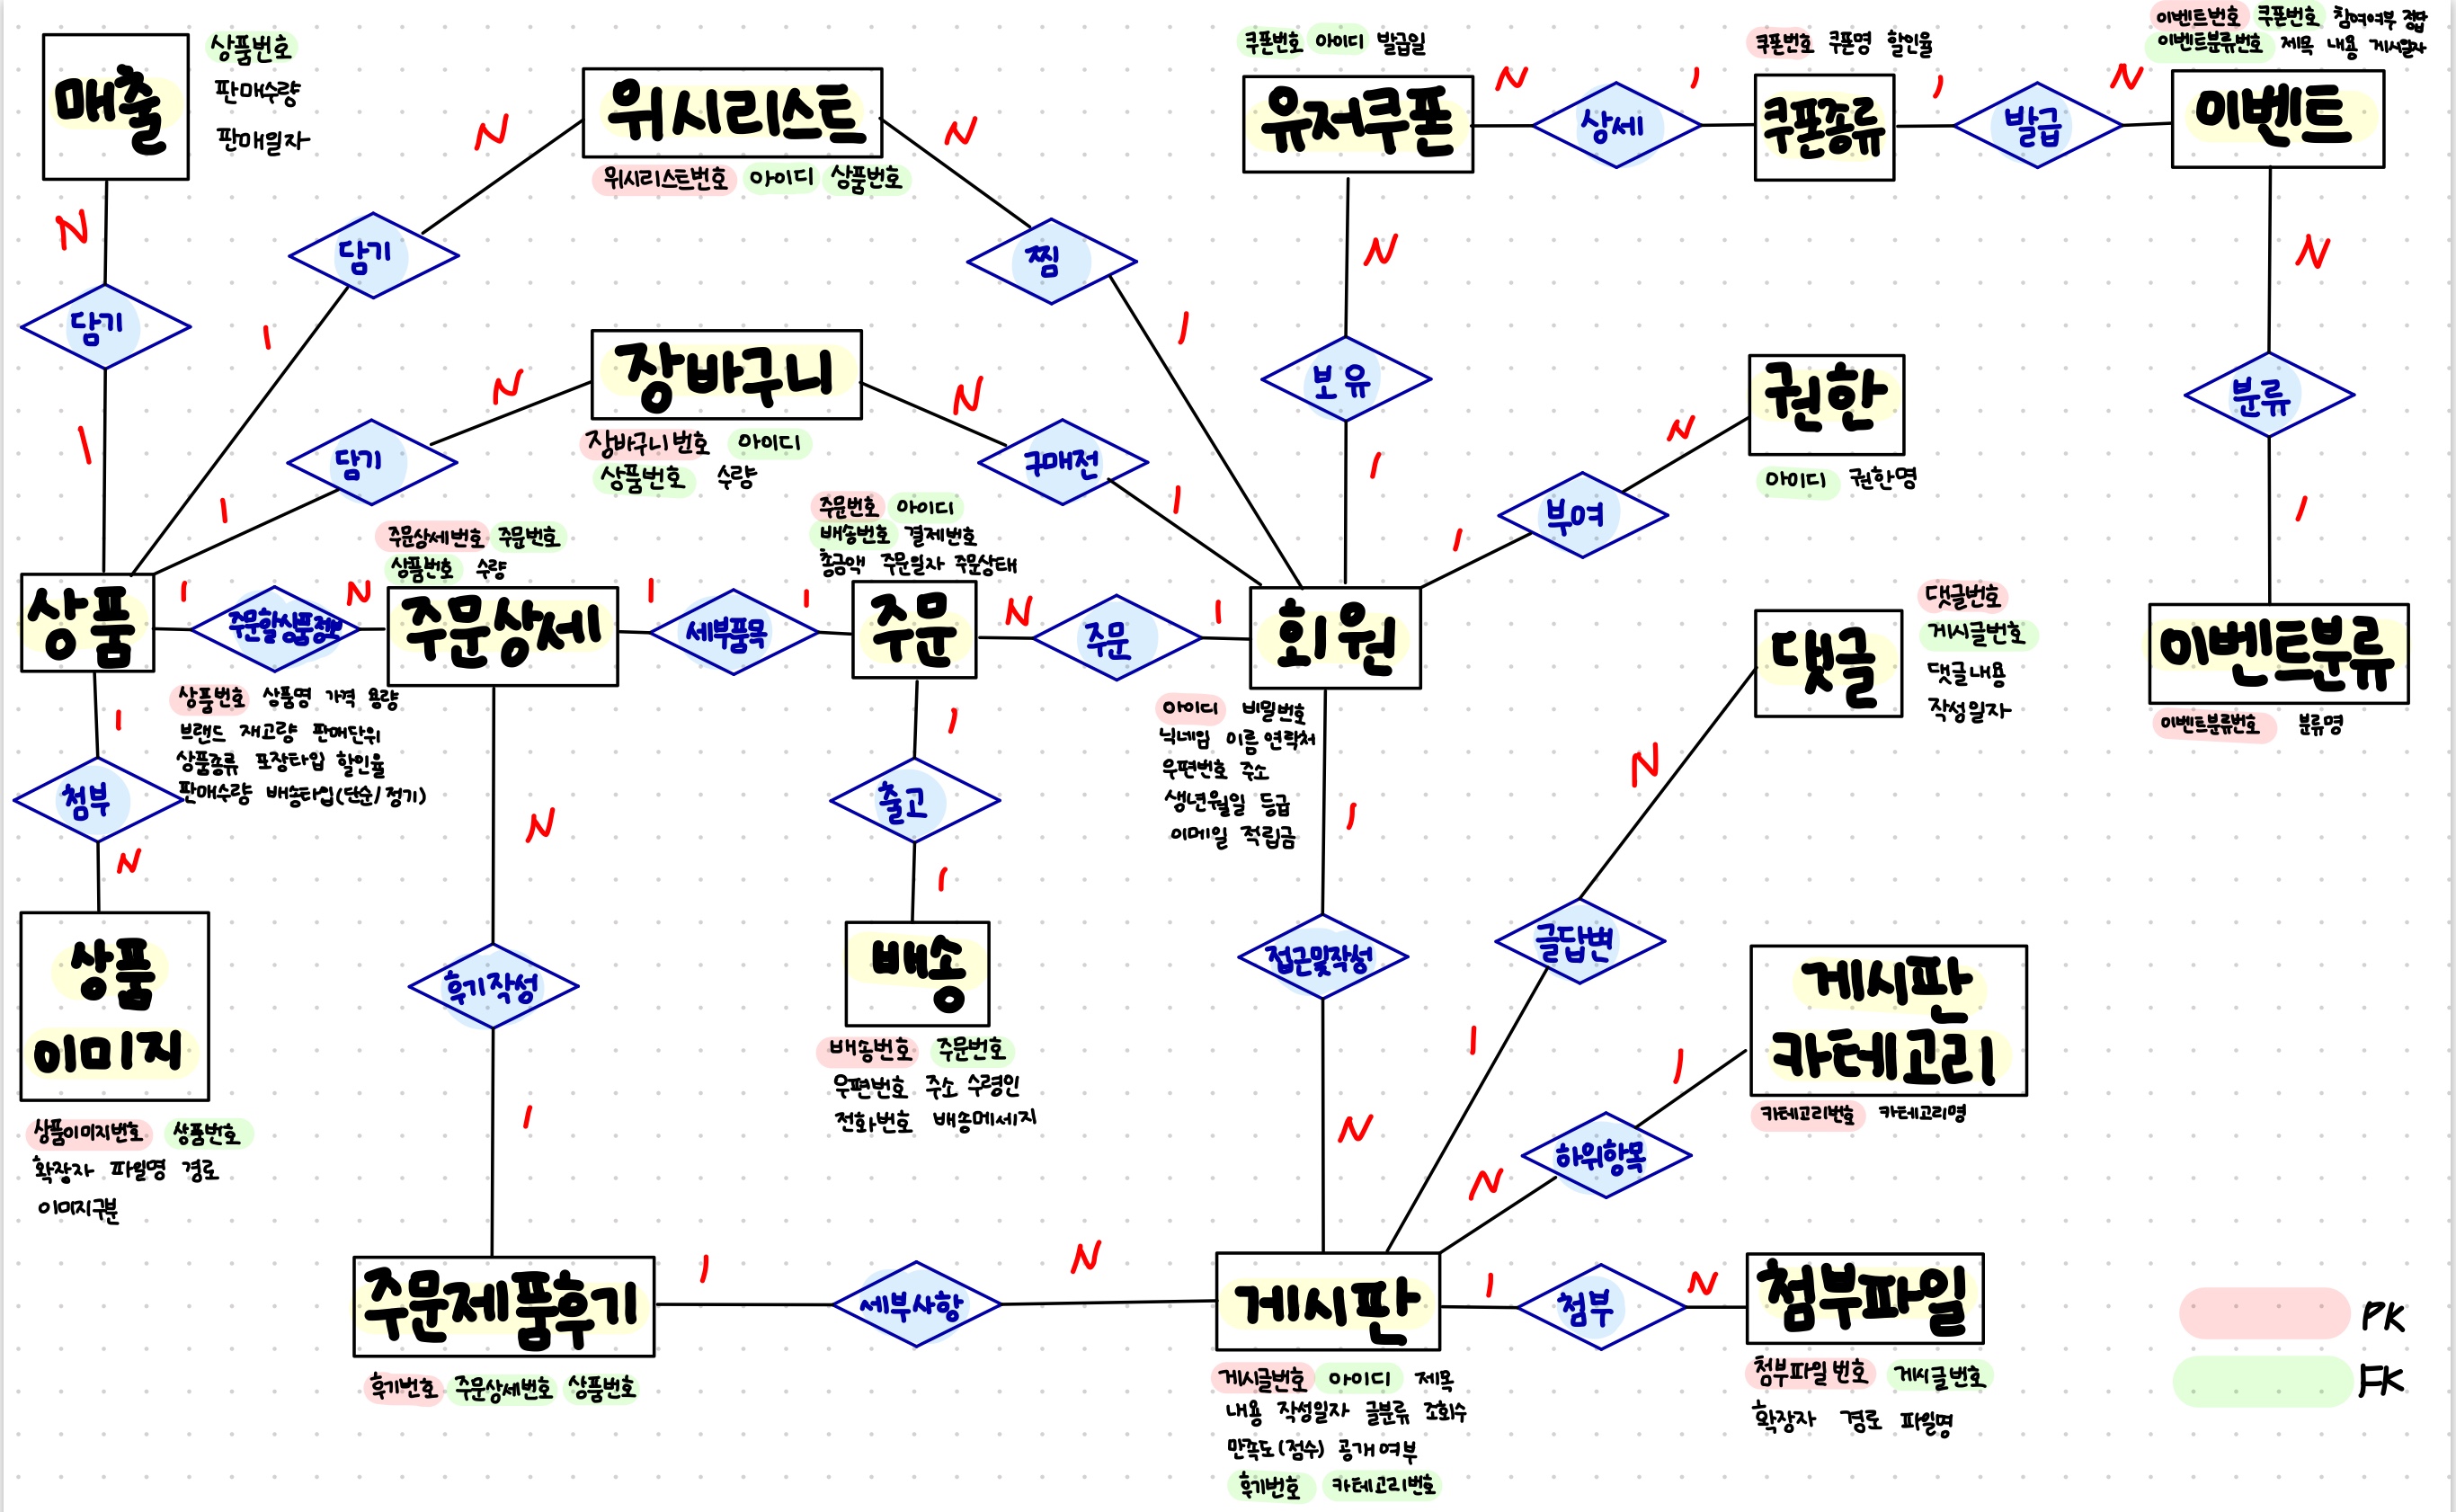 매출
상품번호
판매수량
판매일자
위시리스트
위시리스트번호 아이디 상품번호
쿠폰번호 아이디 발급일
유저쿠폰
N 상세 1
쿠폰번호 쿠폰명 할인율
쿠폰종류
1 발급 N
이벤트번호 쿠폰번호 참여여부 정답
이벤트분류번호 제목 내용 게시일자
이벤트
N
담기
1
N
담기
1
N
찜
1
N
보유
1
N
분류
1
장바구니
장바구니번호 아이디
상품번호 수량
N
담기
1
N
구매전
1
권한
아이디 권한명
N
부여
1
상품
1 주문할상품정보 N
주문상세번호 주문번호
상품번호 수량
주문상세
1 세부품목 1
주문번호 아이디
배송번호 결제번호
총금액 주문일자 주문상태
주문
N 주문 1
회원
아이디 비밀번호
닉네임 이름 연락처
우편번호 주소
생년월일 등급
이메일 적립금
댓글
댓글번호
게시글번호
댓글내용
작성일자
이벤트분류
이벤트분류번호 분류명
상품번호 상품명 가격 용량
브랜드 재고량 판매단위
상품종류 포장타입 할인율
판매수량 배송타입(단순/정기)
1
첨부
N
상품
이미지
상품이미지번호 상품번호
확장자 파일명 경로
이미지구분
N
후기작성
1
1
출고
1
배송
배송번호 주문번호
우편번호 주소 수령인
전화번호 배송메세지
1
접근및작성
N
N
글답변
1
게시판
카테고리
카테고리번호 카테고리명
1
하위항목
N
주문제품후기
후기번호 주문상세번호 상품번호
1 세부사항 N
게시판
게시글번호 아이디 제목
내용 작성일자 글분류 조회수
만족도(점수) 공개여부
후기번호 카테고리번호
1 첨부 N
첨부파일
첨부파일번호 게시글번호
확장자 경로 파일명
PK
FK